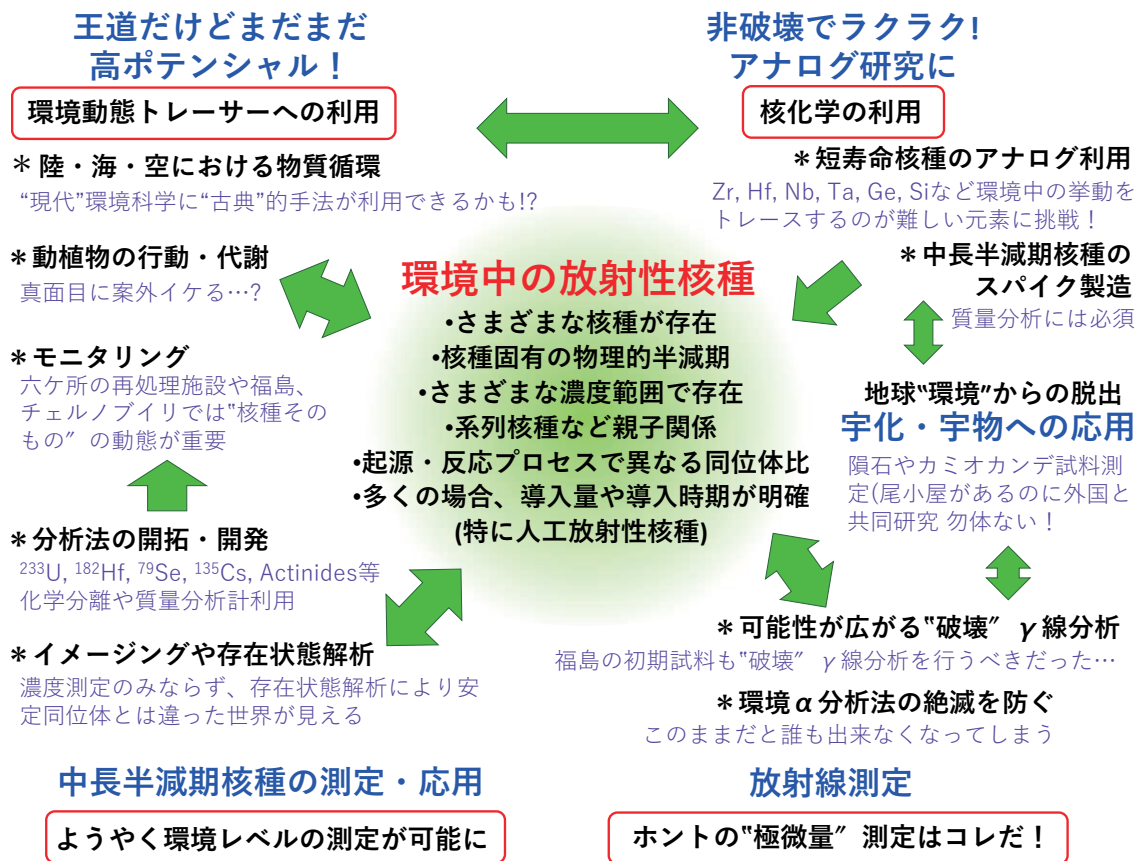 王道だけどまだまだ
高ポテンシャル！
環境動態トレーサーへの利用
＊陸・海・空における物質循環
“現代”環境科学に“古典”的手法が利用できるかも!?
＊動植物の行動・代謝
真面目に案外イケる…?
＊モニタリング
六ケ所の再処理施設や福島、
チェルノブイリでは“核種その
もの” の動態が重要
＊分析法の開拓・開発
²³³U, ¹⁸²Hf, ⁷⁹Se, ¹³⁵Cs, Actinides等
化学分離や質量分析計利用
＊イメージングや存在状態解析
濃度測定のみならず、存在状態解析により安
定同位体とは違った世界が見える
中長半減期核種の測定・応用
ようやく環境レベルの測定が可能に
環境中の放射性核種
•さまざまな核種が存在
•核種固有の物理的半減期
•さまざまな濃度範囲で存在
•系列核種など親子関係
•起源・反応プロセスで異なる同位体比
•多くの場合、導入量や導入時期が明確
(特に人工放射性核種)
非破壊でラクラク!
アナログ研究に
核化学の利用
＊短寿命核種のアナログ利用
Zr, Hf, Nb, Ta, Ge, Siなど環境中の挙動を
トレースするのが難しい元素に挑戦！
＊中長半減期核種の
スパイク製造
質量分析には必須
地球“環境”からの脱出
宇化・宇物への応用
隕石やカミオカンデ試料測
定(尾小屋があるのに外国と
共同研究 勿体ない！
＊可能性が広がる“破壊” γ線分析
福島の初期試料も“破壊” γ線分析を行うべきだった…
＊環境α分析法の絶滅を防ぐ
このままだと誰も出来なくなってしまう
放射線測定
ホントの“極微量” 測定はコレだ！